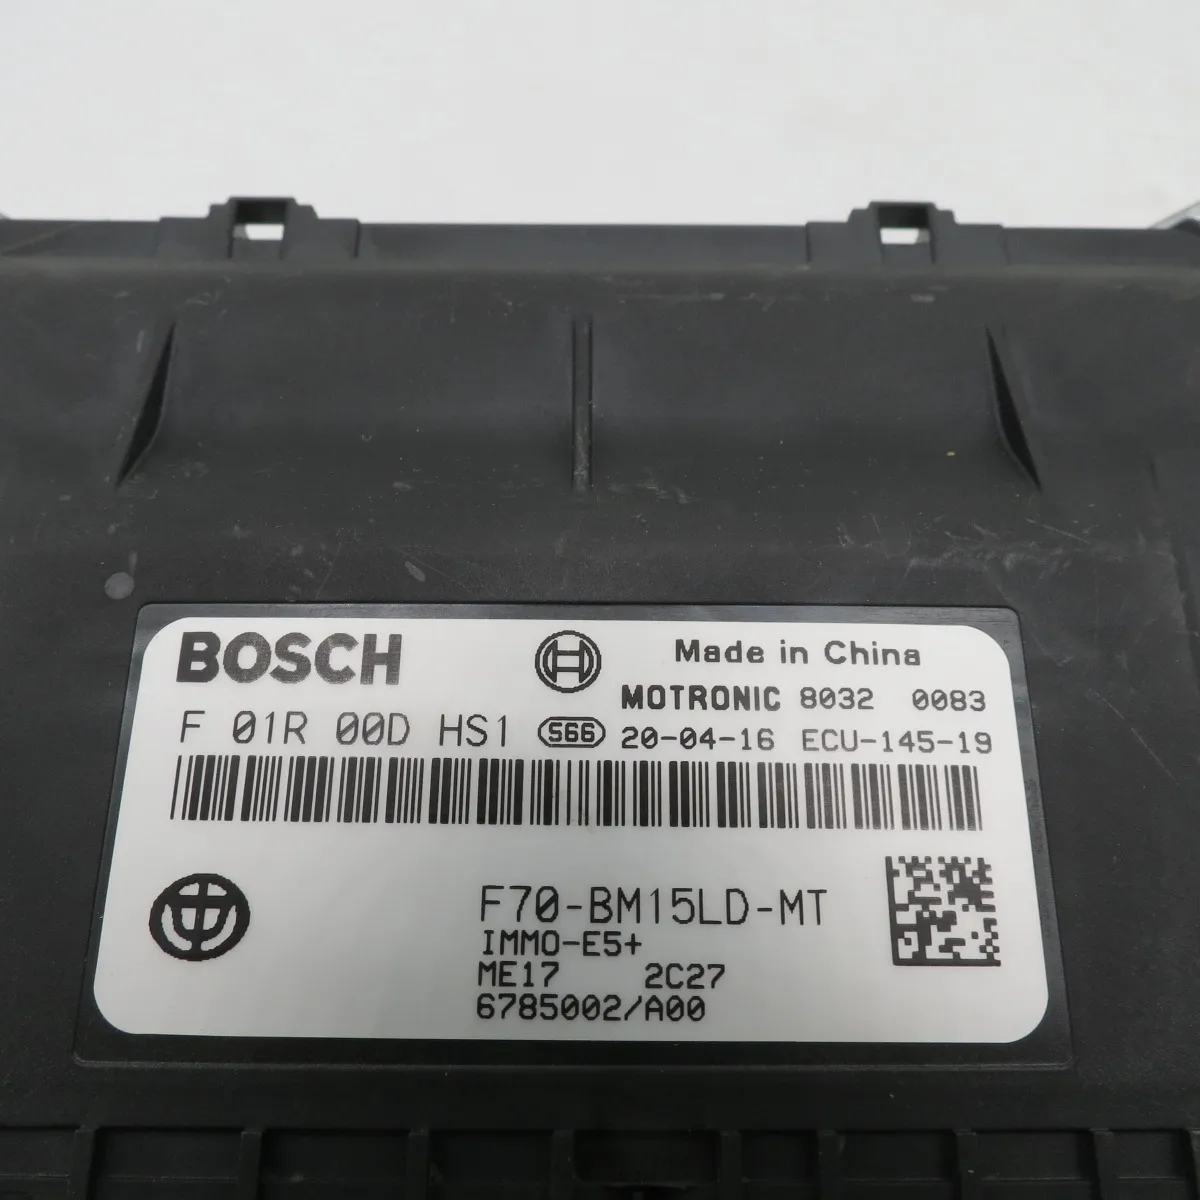 BOSCH
Made in China
MOTRONIC 8032 0083
F 01R 00D HS1 566 20-04-16 ECU-145-19
F70-BM15LD-MT
IMMO-E5+
ME17 2C27
6785002/A00